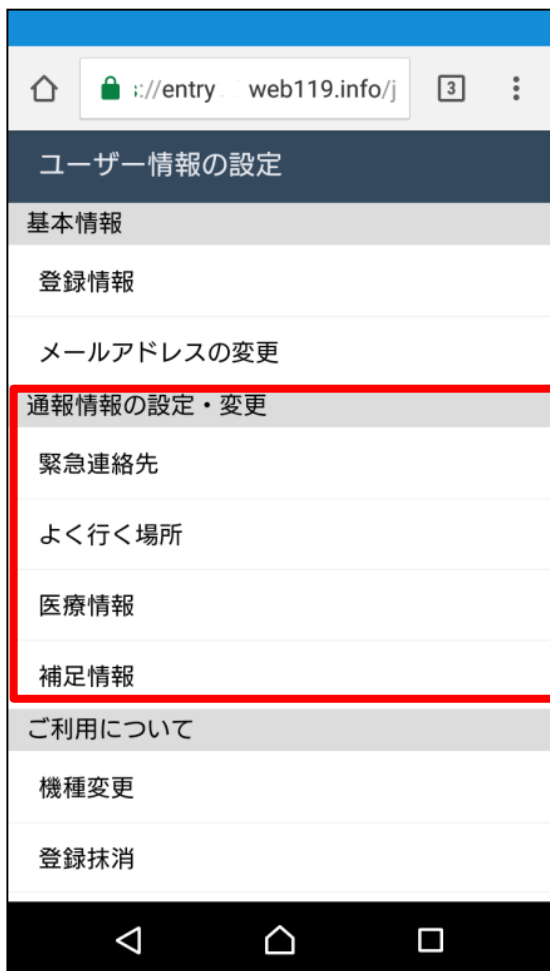 ://entry web119.info/j
3
ユーザー情報の設定
基本情報
登録情報
メールアドレスの変更
通報情報の設定・変更
緊急連絡先
よく行く場所
医療情報
補足情報
ご利用について
機種変更
登録抹消